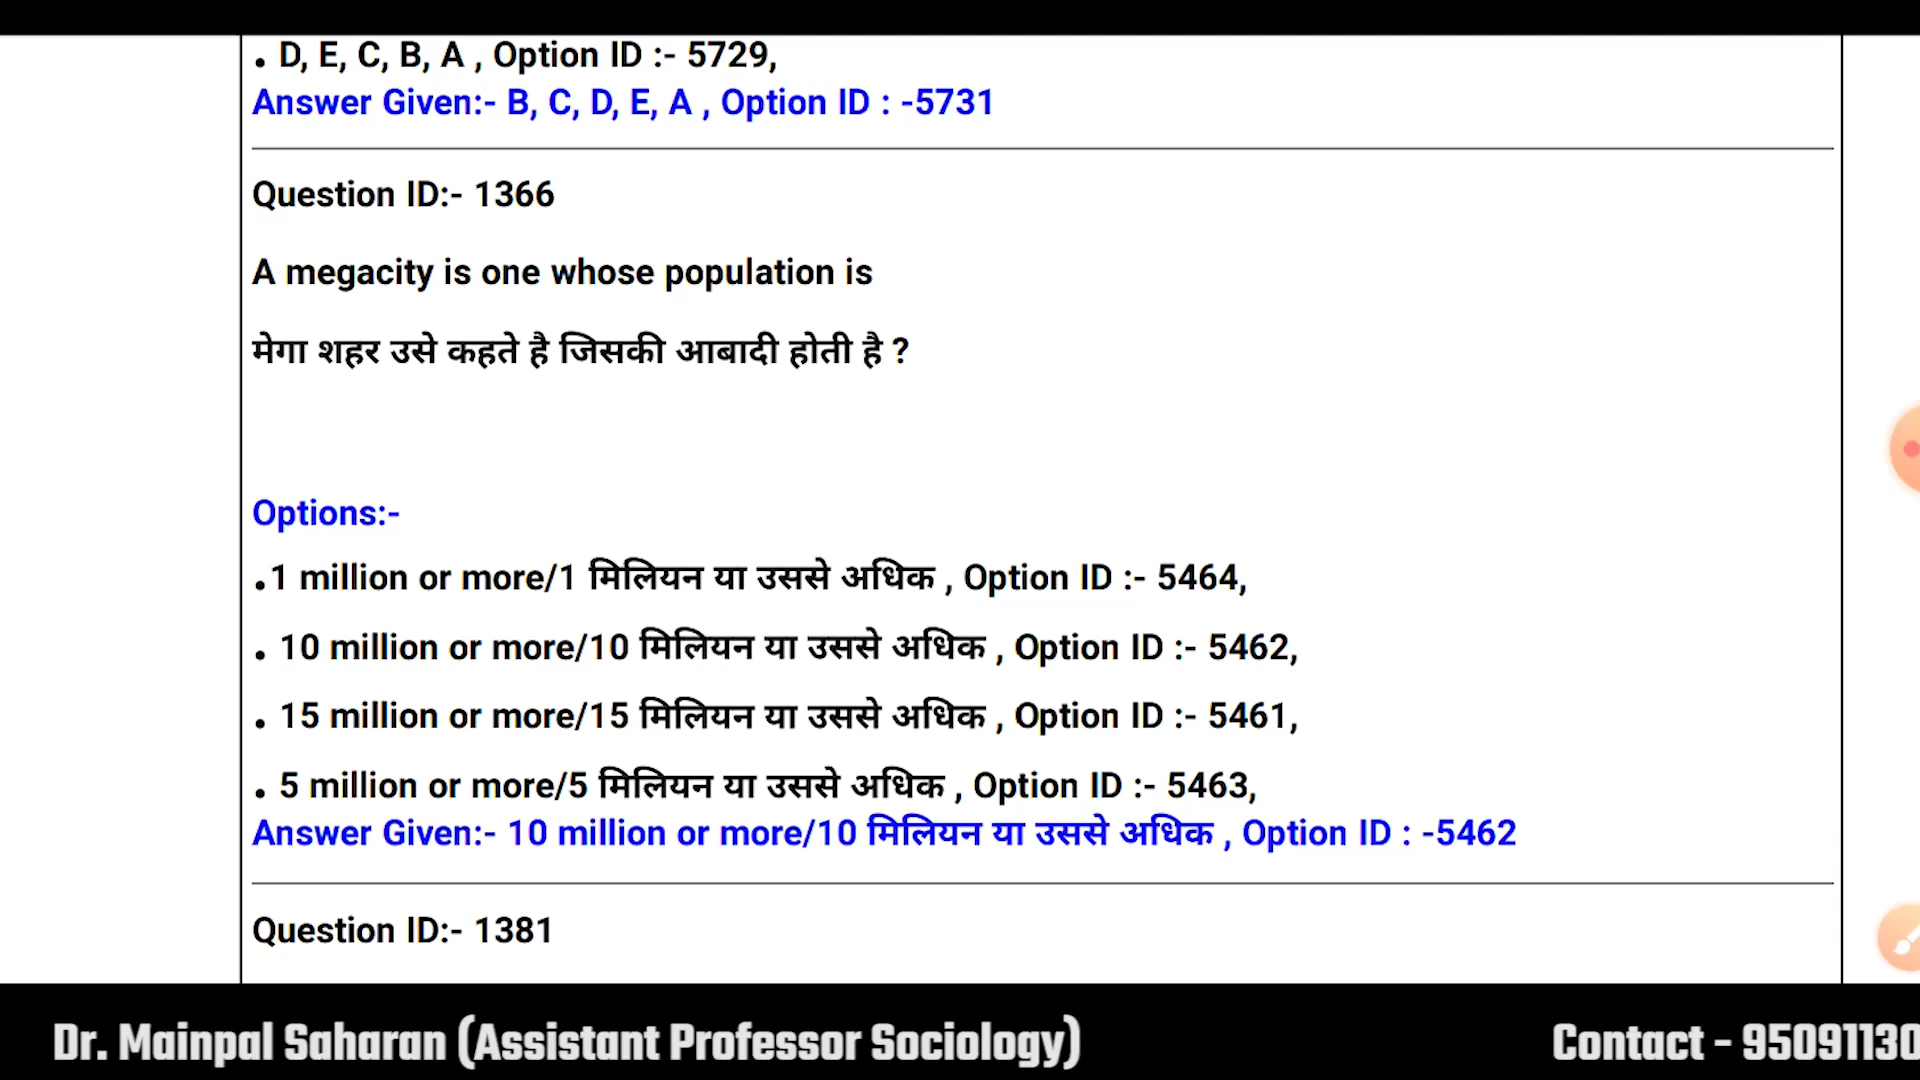 . D, E, C, B, A , Option ID :- 5729,
Answer Given:- B, C, D, E, A , Option ID : -5731
Question ID:- 1366
A megacity is one whose population is
मेगा शहर उसे कहते है जिसकी आबादी होती है ?
Options:-
.1 million or more/1 मिलियन या उससे अधिक , Option ID :- 5464,
. 10 million or more/10 मिलियन या उससे अधिक , Option ID :- 5462,
. 15 million or more/15 मिलियन या उससे अधिक , Option ID :- 5461,
. 5 million or more/5 मिलियन या उससे अधिक , Option ID :- 5463,
Answer Given:- 10 million or more/10 मिलियन या उससे अधिक , Option ID : -5462
Question ID:- 1381
Dr. Mainpal Saharan (Assistant Professor Sociology)
Contact - 95091130